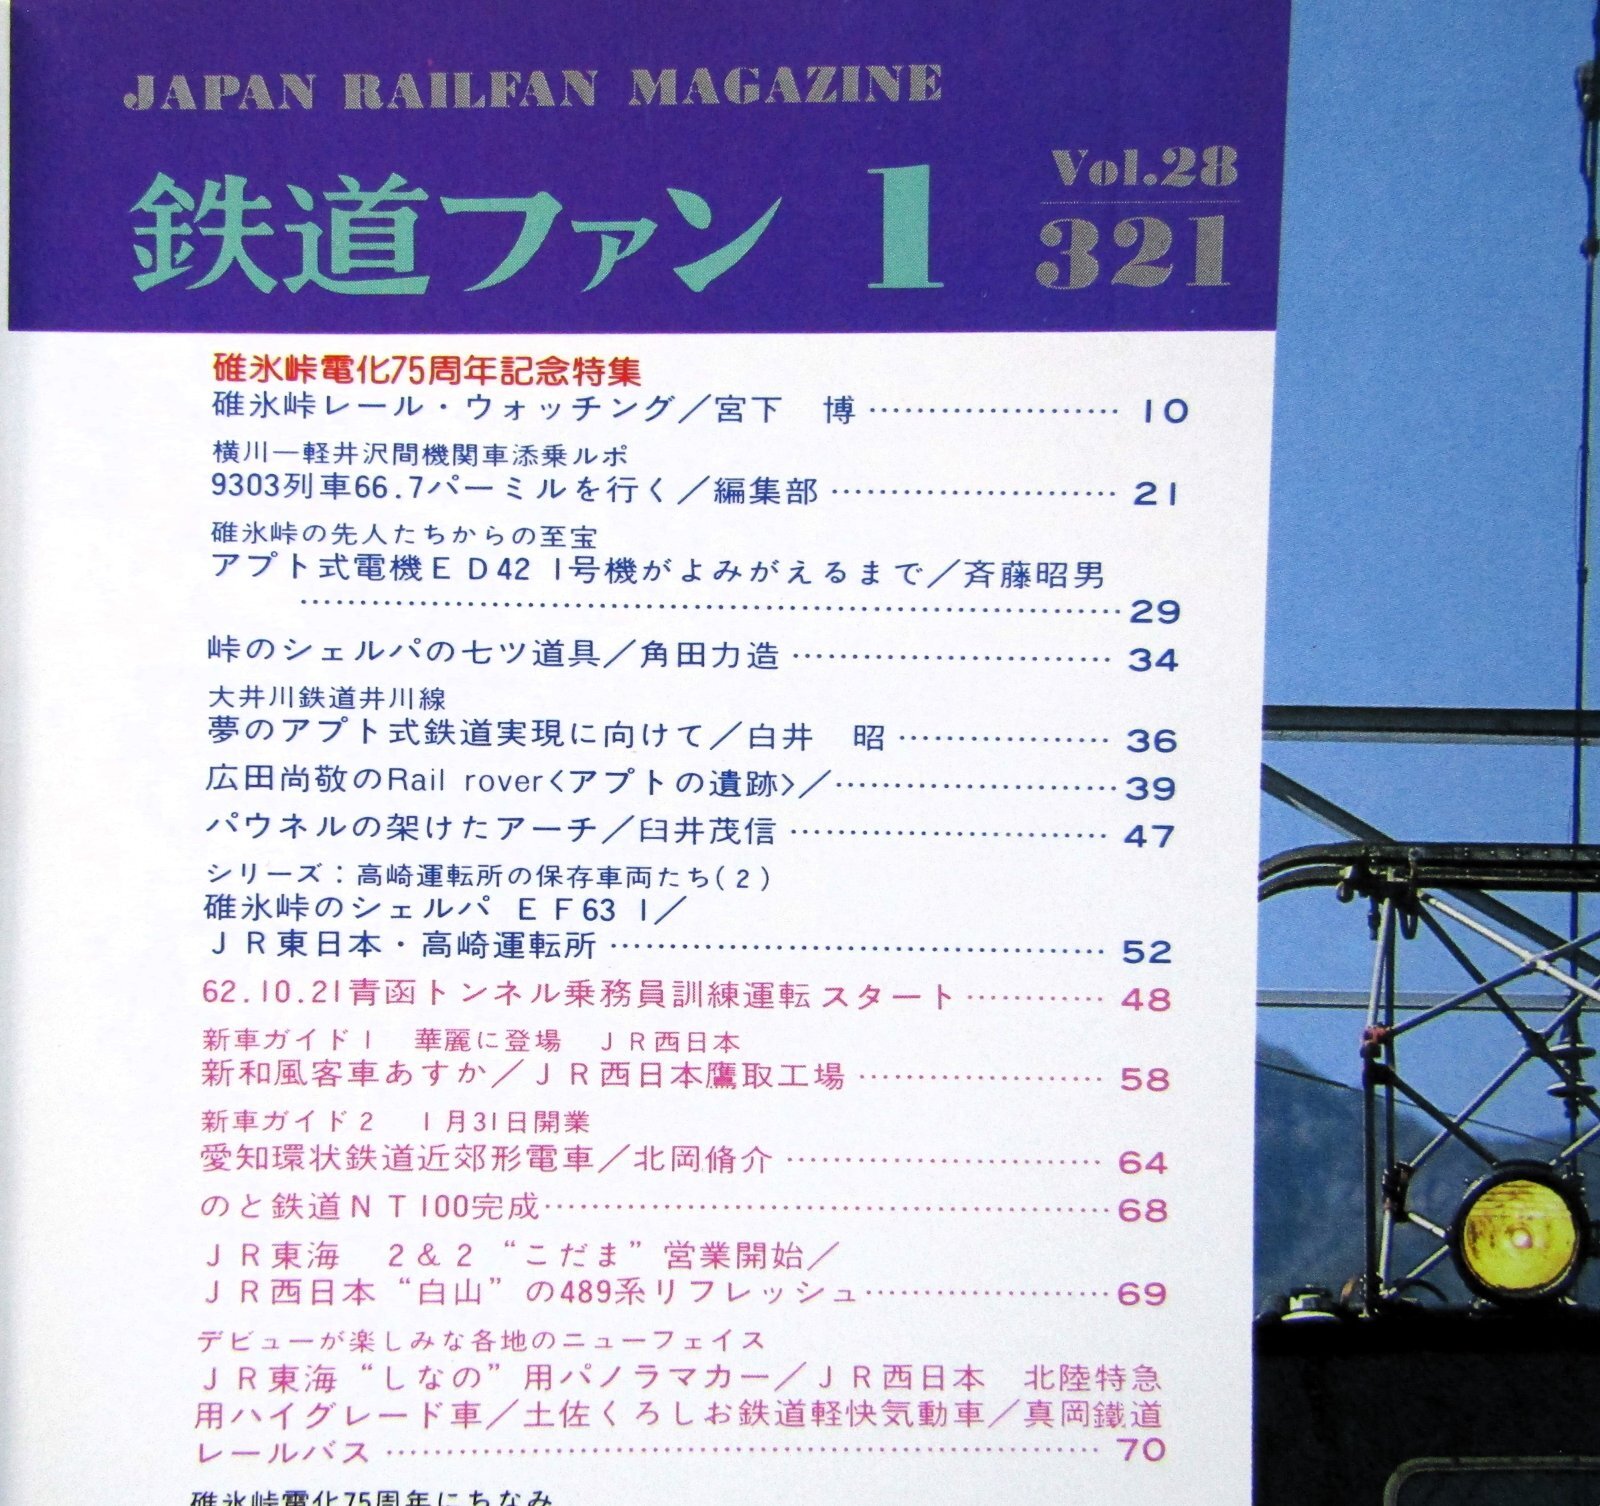 JAPAN RAILFAN MAGAZINE
鉄道ファン 1 Vol.28
321
碓氷峠電化75周年記念特集
碓氷峠レール・ウォッチング／宮下　博 …………………… 10
横川―軽井沢間機関車添乗ルポ
9303列車66.7パーミルを行く／編集部 …………………… 21
碓氷峠の先人たちからの至宝
アプト式電機ＥＤ42 1号機がよみがえるまで／斉藤昭男
…………………………………………………………………… 29
峠のシェルパの七ツ道具／角田力造 ………………………… 34
大井川鉄道井川線
夢のアプト式鉄道実現に向けて／白井　昭 ………………… 36
広田尚敬のRail rover<アプトの遺跡>／……………………… 39
パウネルの架けたアーチ／臼井茂信 ………………………… 47
シリーズ：高崎運転所の保存車両たち(2)
碓氷峠のシェルパ ＥＦ63 1／
ＪＲ東日本・高崎運転所 ……………………………………… 52
62.10.21青函トンネル乗務員訓練運転スタート …………… 48
新車ガイド1　華麗に登場　ＪＲ西日本
新和風客車あすか／ＪＲ西日本鷹取工場 …………………… 58
新車ガイド2　1月31日開業
愛知環状鉄道近郊形電車／北岡脩介 ………………………… 64
のと鉄道ＮＴ100完成………………………………………… 68
ＪＲ東海　2＆2 “こだま” 営業開始／
ＪＲ西日本 “白山” の489系リフレッシュ…………………… 69
デビューが楽しみな各地のニューフェイス
ＪＲ東海 “しなの” 用パノラマカー／ＪＲ西日本　北陸特急
用ハイグレード車／土佐くろしお鉄道軽快気動車／真岡鐵道
レールバス …………………………………………………… 70
碓氷峠電化75周年にちなみ